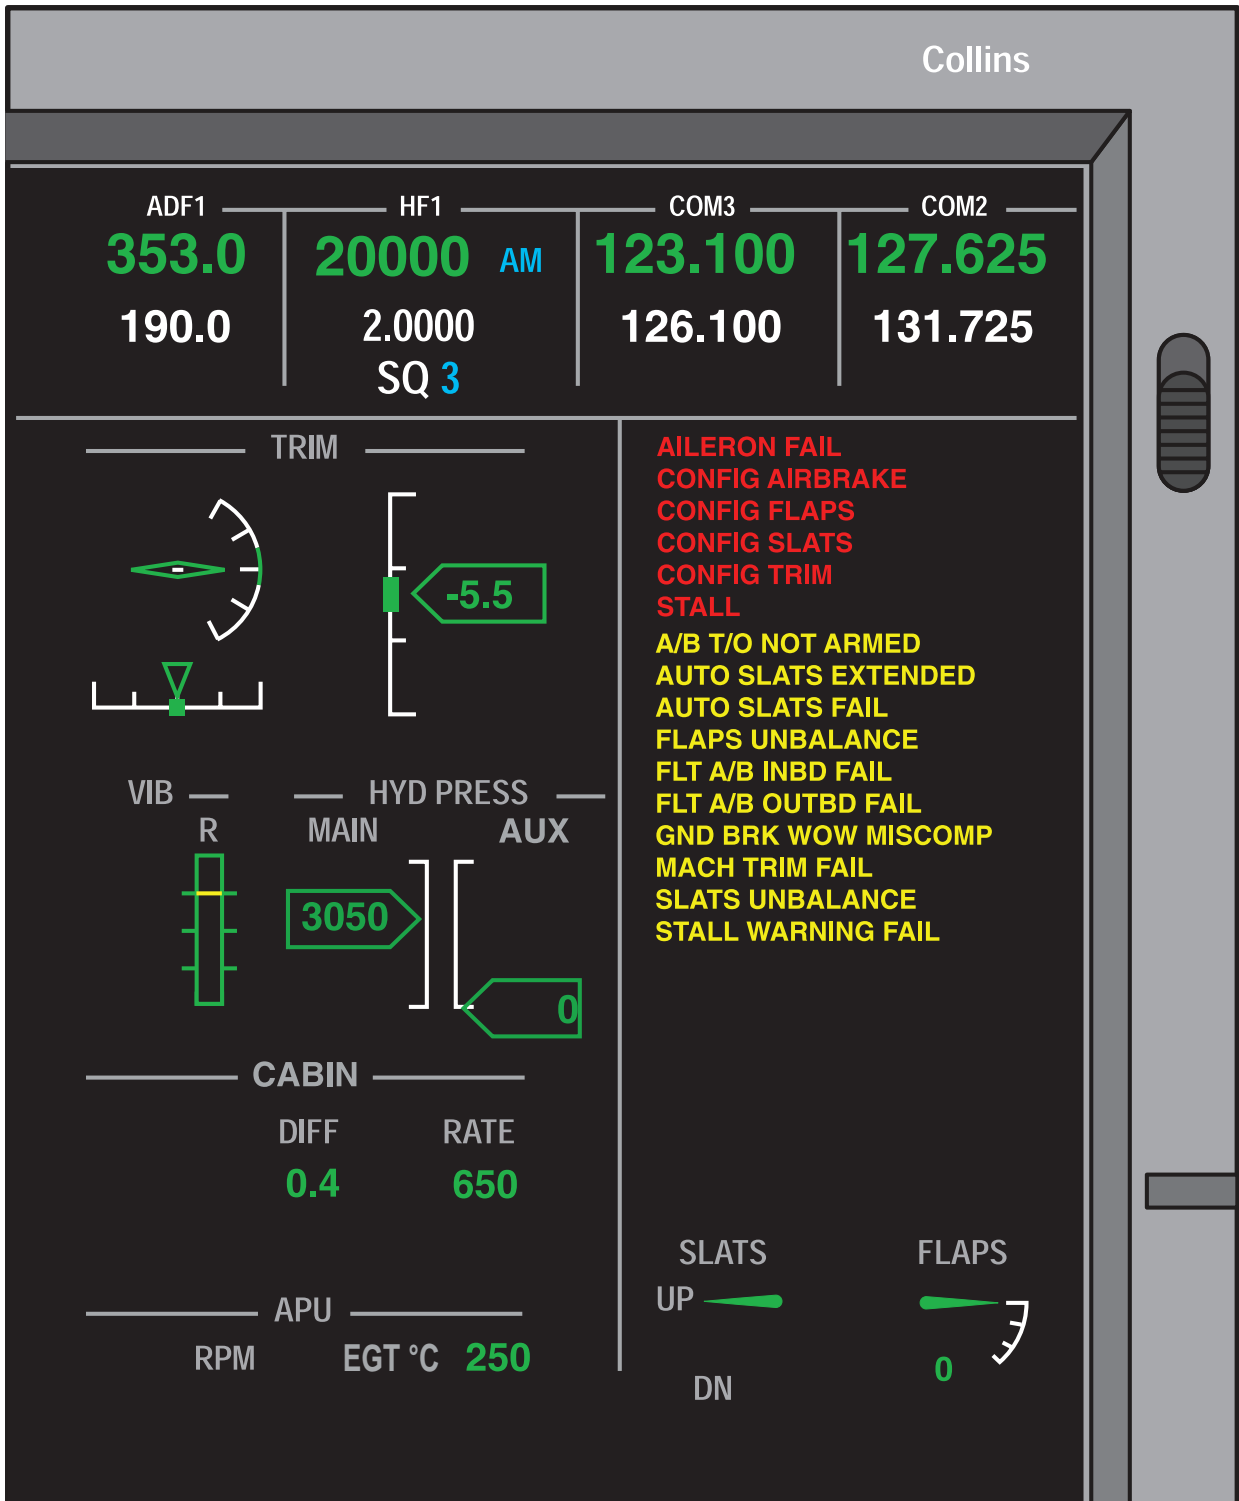 Collins
ADF1 HF1 COM3 COM2
353.0 20000 AM 123.100 127.625
190.0 2.0000 126.100 131.725
SQ 3
TRIM
-5.5
AILERON FAIL
CONFIG AIRBRAKE
CONFIG FLAPS
CONFIG SLATS
CONFIG TRIM
STALL
A/B T/O NOT ARMED
AUTO SLATS EXTENDED
AUTO SLATS FAIL
FLAPS UNBALANCE
FLT A/B INBD FAIL
FLT A/B OUTBD FAIL
GND BRK WOW MISCOMP
MACH TRIM FAIL
SLATS UNBALANCE
STALL WARNING FAIL
VIB HYD PRESS
R MAIN AUX
3050
0
CABIN
DIFF RATE
0.4 650
APU
RPM EGT °C 250
SLATS FLAPS
UP
0
DN